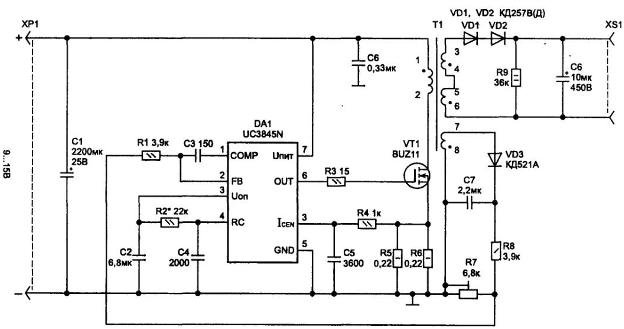 XP1
+
9...15В
–
C1
2200мк
25В
R1 3,9к
C3 150
R2* 22к
C2
6,8мк
C4
2000
DA1
UC3845N
1
COMP
2
FB
3
Uоп
4
RC
Uпит
7
OUT
6
ICEN
3
GND
5
R3 15
R4 1к
C5
3600
R5
0,22
R6
0,22
C6
0,33мк
VT1
BUZ11
T1
1
2
3
4
5
6
7
8
VD1, VD2 КД257В(Д)
VD1
VD2
R9
36к
C6
10мк
450В
XS1
VD3
КД521А
C7
2,2мк
R8
3,9к
R7
6,8к